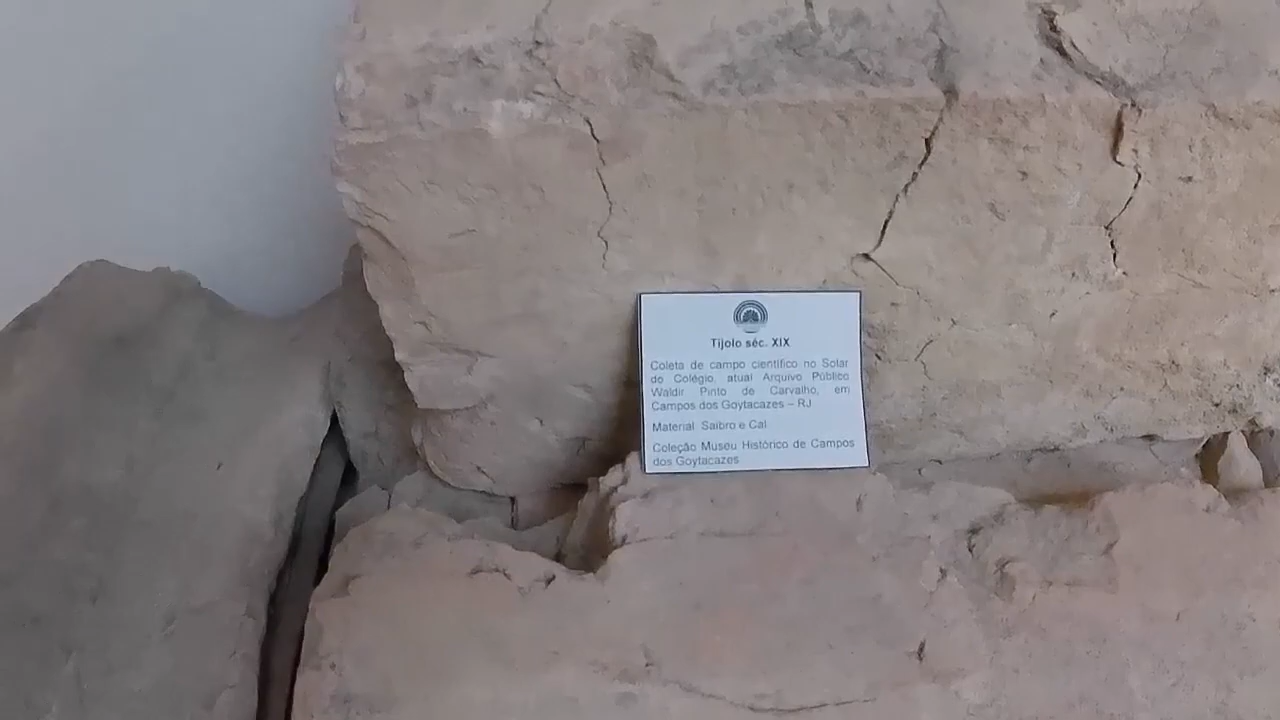 Tijolo séc. XIX
Coleta de campo científico no Solar
do Colégio, atual Arquivo Público
Waldir Pinto de Carvalho, em
Campos dos Goytacazes – RJ
Material Saibro e Cal
Coleção Museu Histórico de Campos
dos Goytacazes